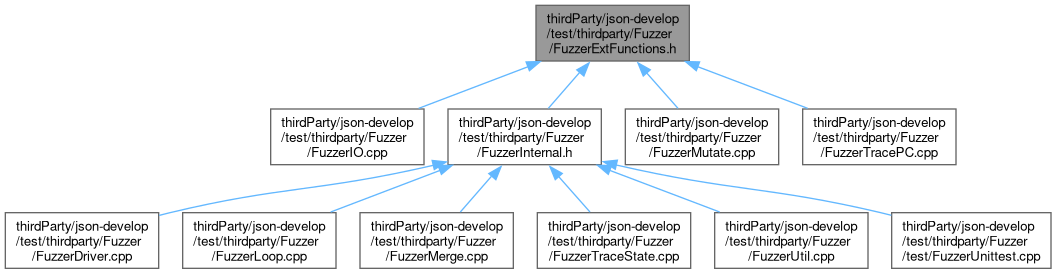 thirdParty/json-develop
/test/thirdparty/Fuzzer
/FuzzerExtFunctions.h
thirdParty/json-develop
/test/thirdparty/Fuzzer
/FuzzerIO.cpp
thirdParty/json-develop
/test/thirdparty/Fuzzer
/FuzzerInternal.h
thirdParty/json-develop
/test/thirdparty/Fuzzer
/FuzzerMutate.cpp
thirdParty/json-develop
/test/thirdparty/Fuzzer
/FuzzerTracePC.cpp
thirdParty/json-develop
/test/thirdparty/Fuzzer
/FuzzerDriver.cpp
thirdParty/json-develop
/test/thirdparty/Fuzzer
/FuzzerLoop.cpp
thirdParty/json-develop
/test/thirdparty/Fuzzer
/FuzzerMerge.cpp
thirdParty/json-develop
/test/thirdparty/Fuzzer
/FuzzerTraceState.cpp
thirdParty/json-develop
/test/thirdparty/Fuzzer
/FuzzerUtil.cpp
thirdParty/json-develop
/test/thirdparty/Fuzzer
/test/FuzzerUnittest.cpp